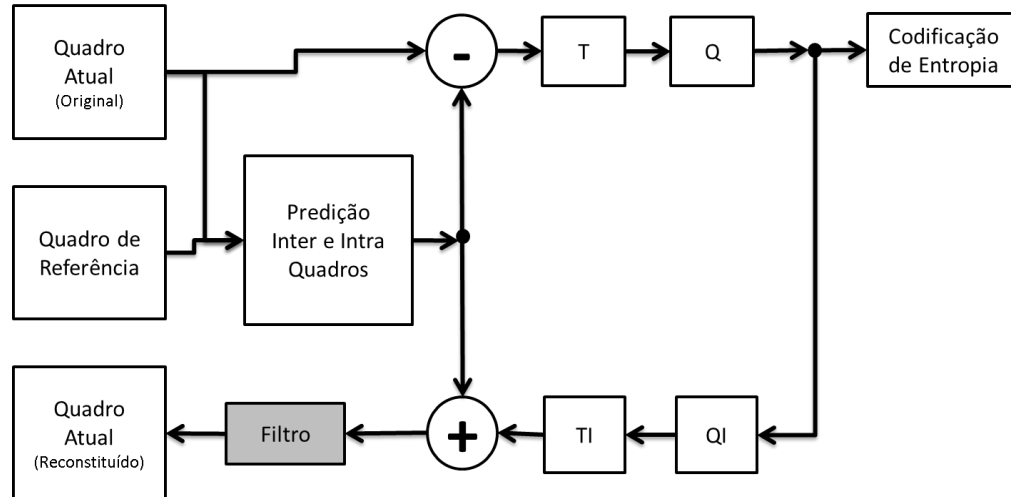 Quadro
Atual
(Original)
-
T
Q
Codificação
de Entropia
Quadro de
Referência
Predição
Inter e Intra
Quadros
Quadro
Atual
(Reconstituído)
Filtro
+
TI
QI